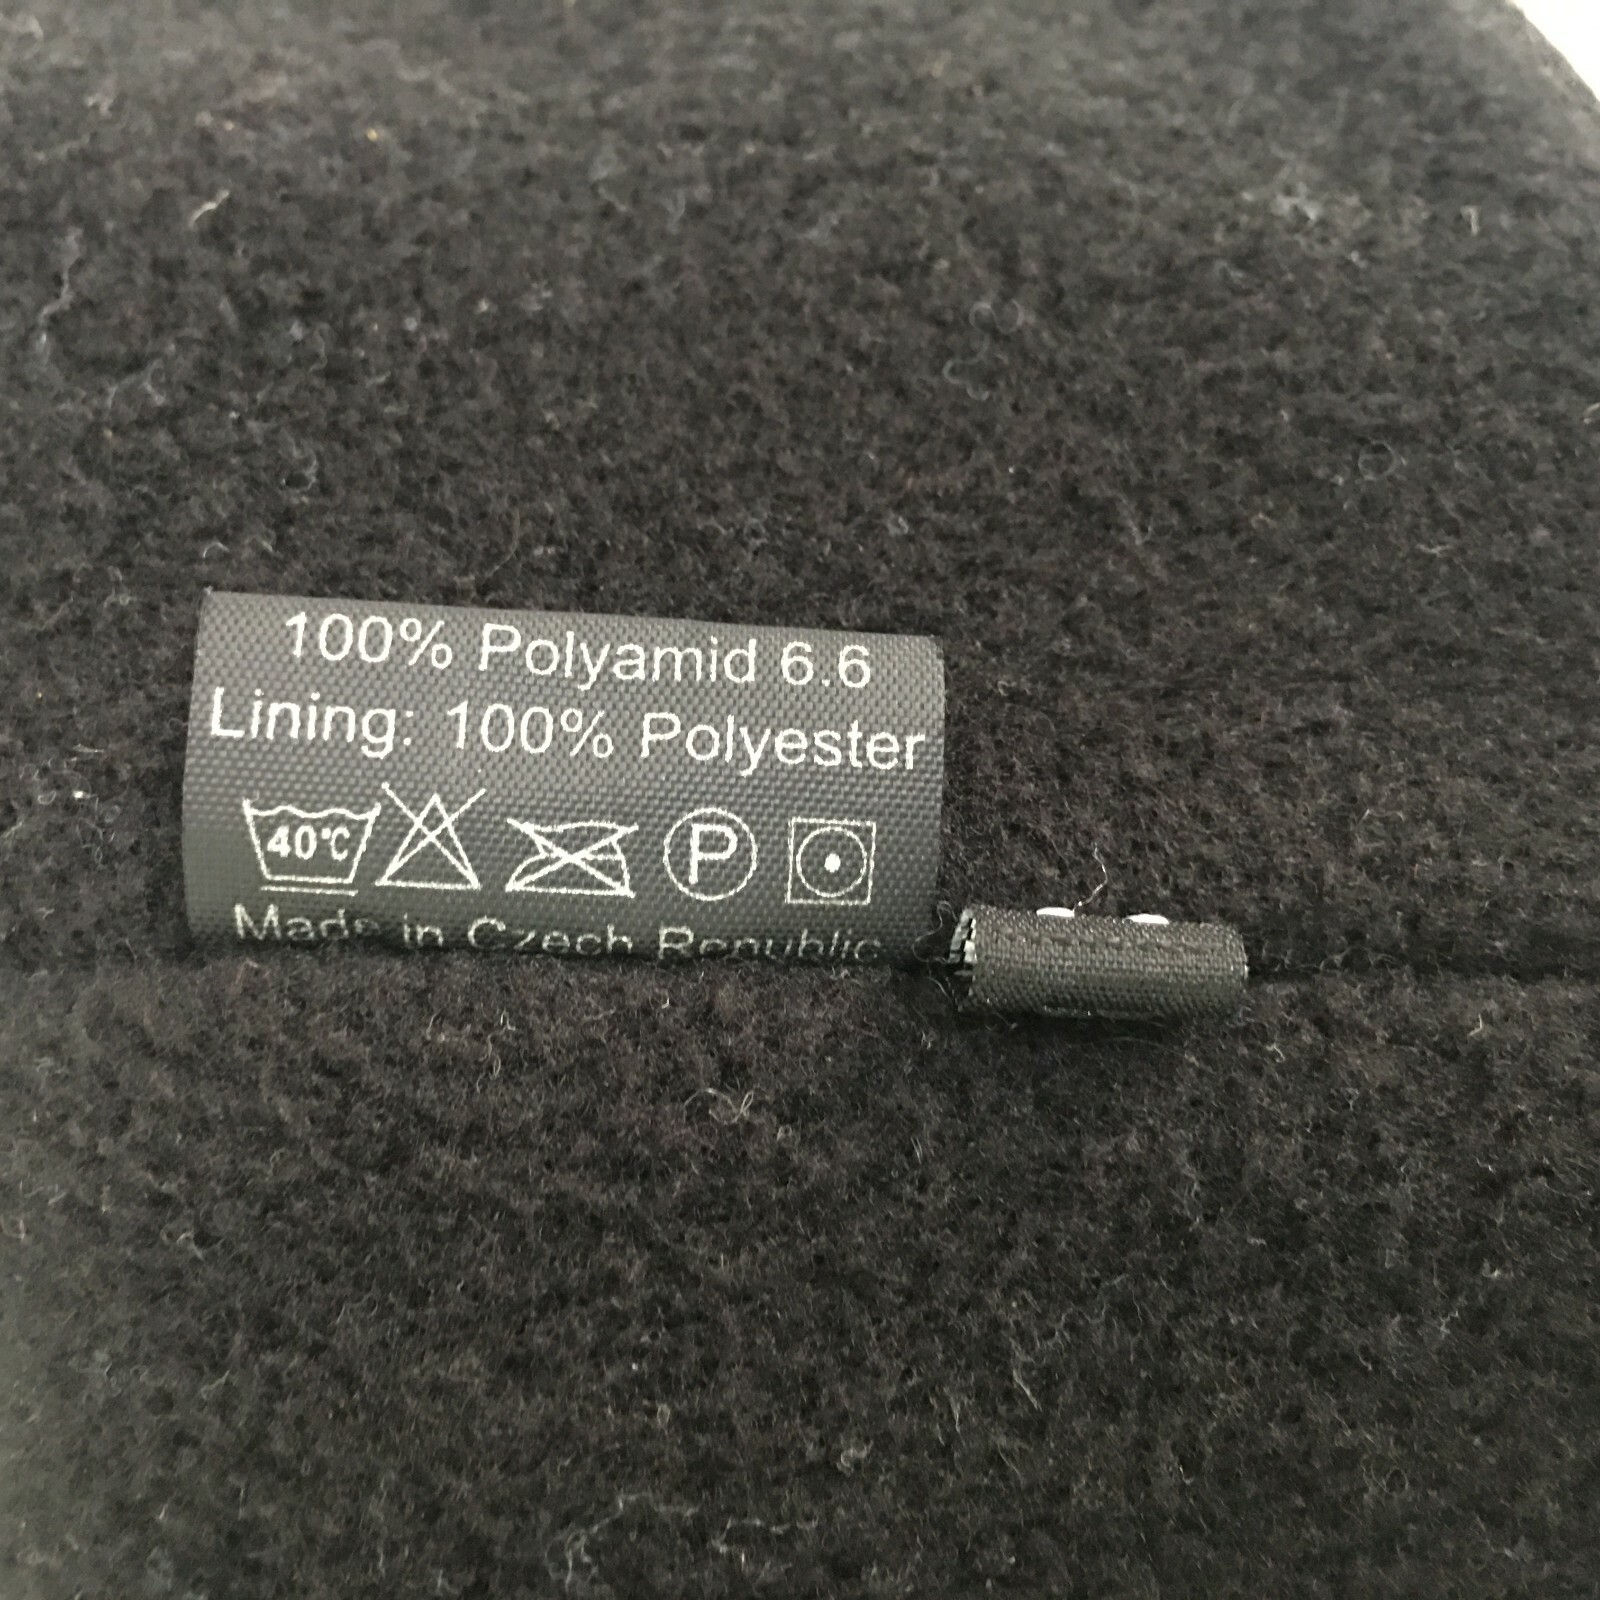 100% Polyamid 6.6
Lining: 100% Polyester
40°C P
Made in Czech Republic